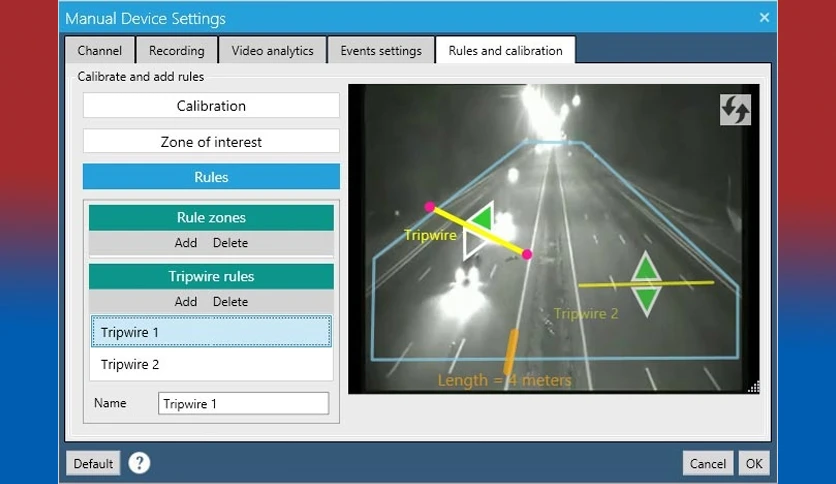 Manual Device Settings
Channel
Recording
Video analytics
Events settings
Rules and calibration
Calibrate and add rules
Calibration
Zone of interest
Rules
Rule zones
Add Delete
Tripwire rules
Add Delete
Tripwire 1
Tripwire 2
Name Tripwire 1
Tripwire
Tripwire 2
Length = 4 meters
Default ? Cancel OK